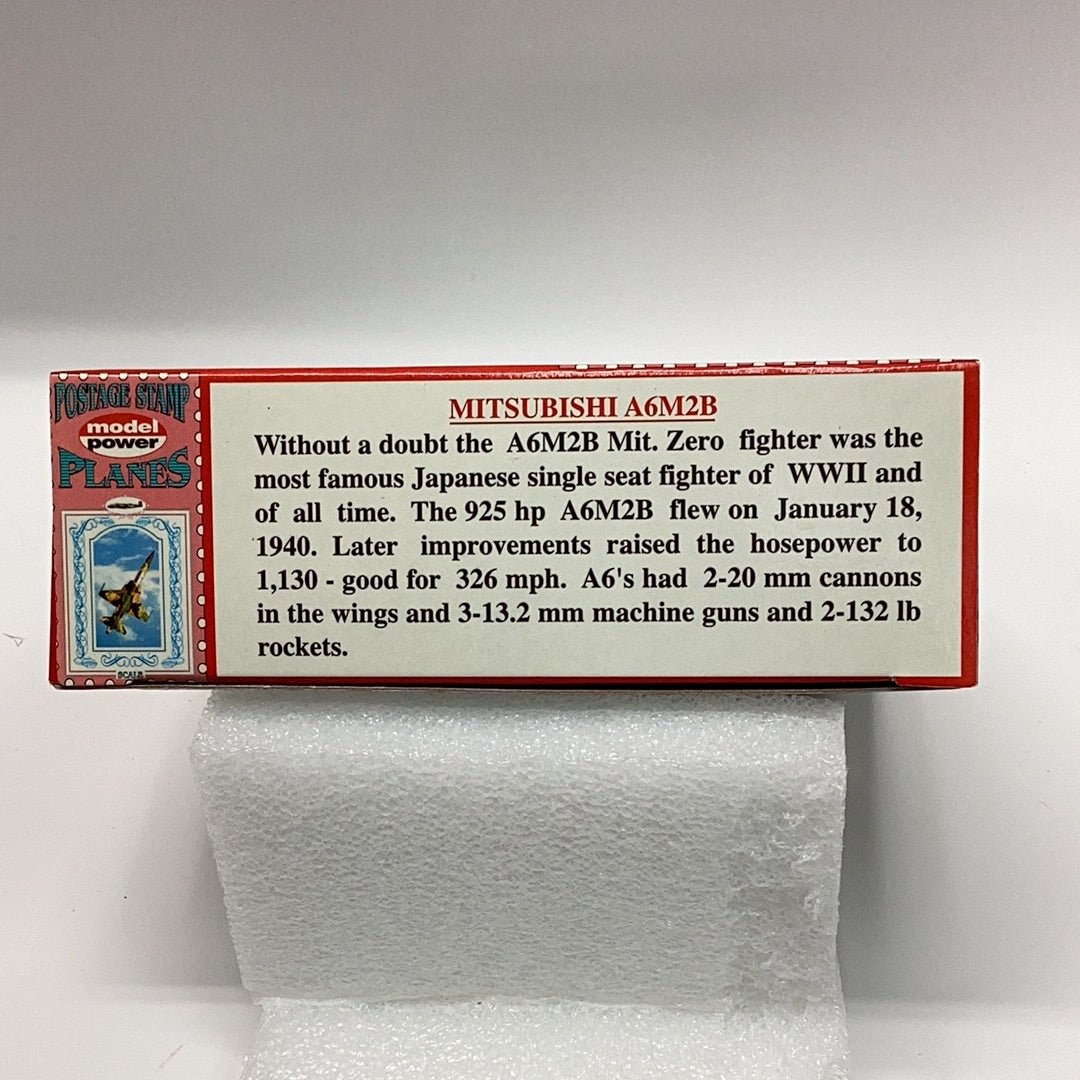 POSTAGE STAMP
model
power
PLANES
SCALE
MITSUBISHI A6M2B
Without a doubt the A6M2B Mit. Zero fighter was the
most famous Japanese single seat fighter of WWII and
of all time. The 925 hp A6M2B flew on January 18,
1940. Later improvements raised the hosepower to
1,130 - good for 326 mph. A6's had 2-20 mm cannons
in the wings and 3-13.2 mm machine guns and 2-132 lb
rockets.